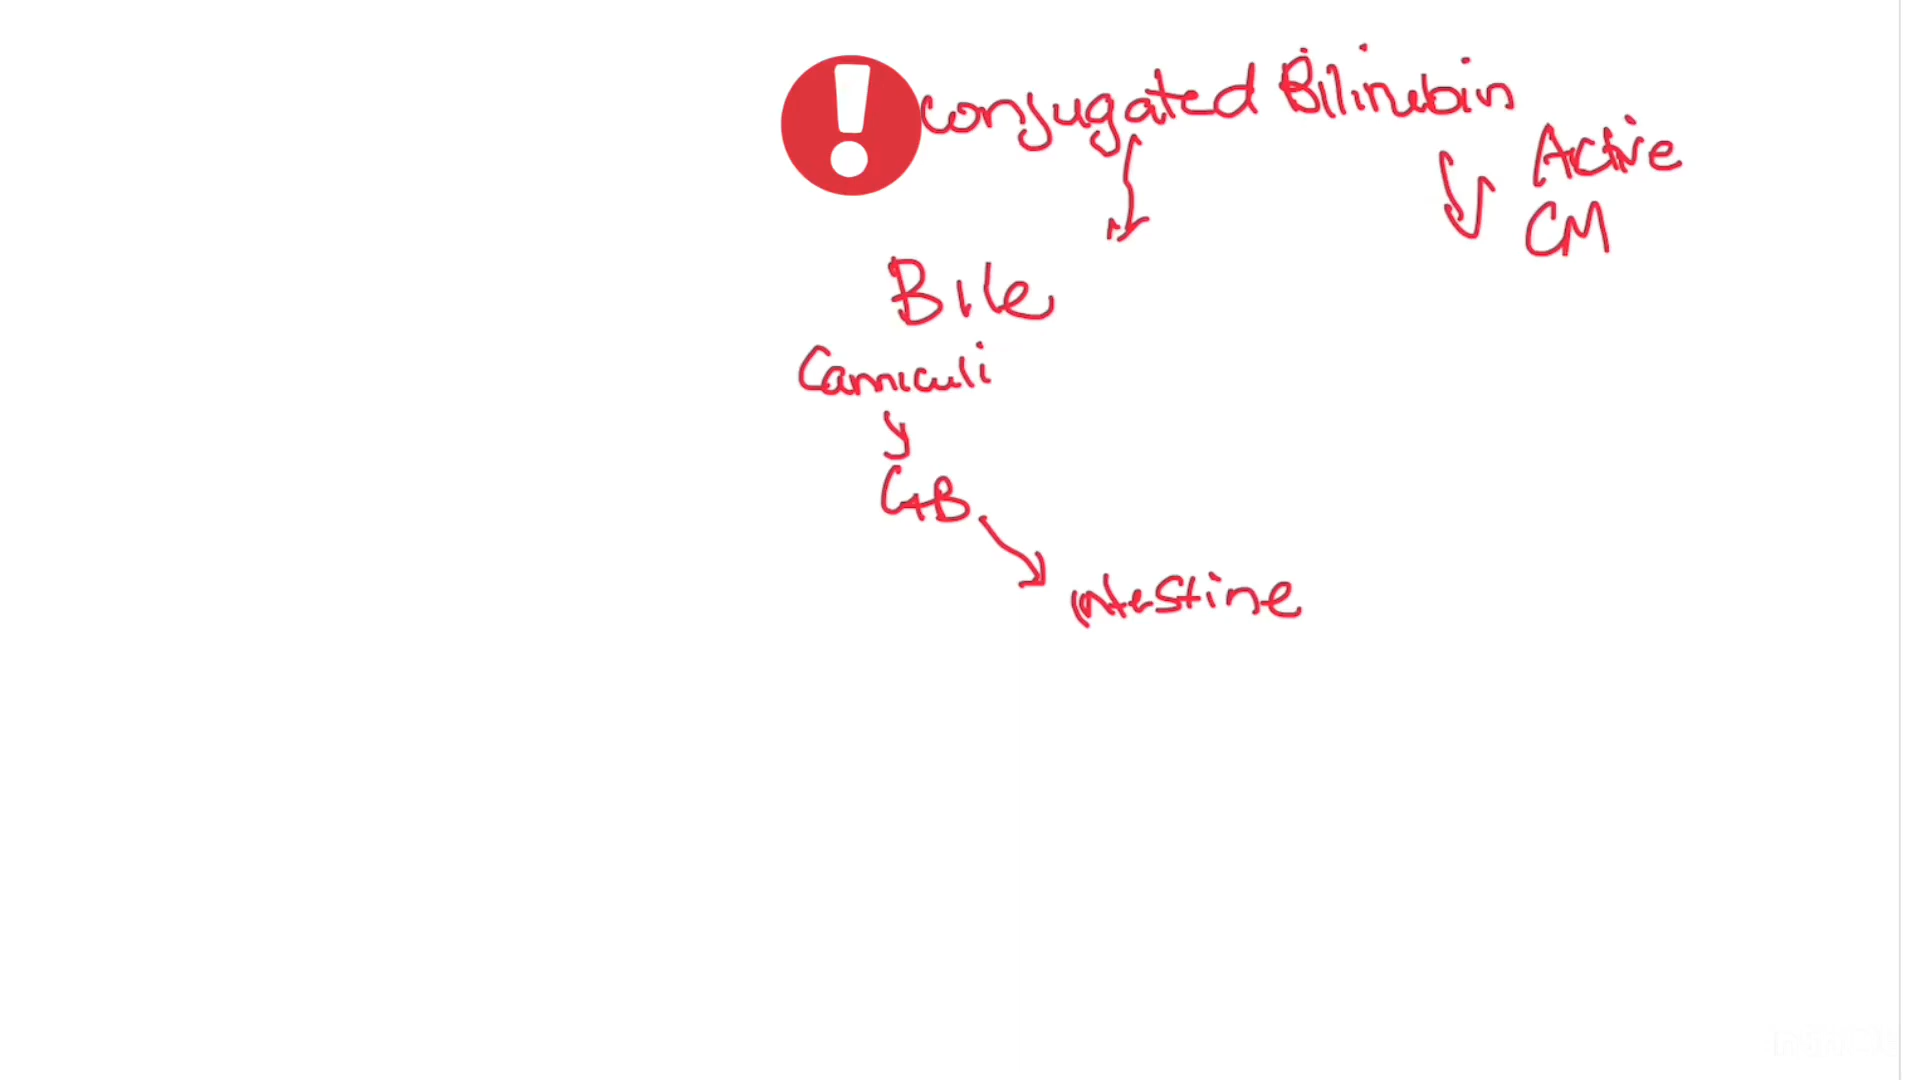 Conjugated Bilirubin
Active
CM
Bile
Canniculi
GB
intestine